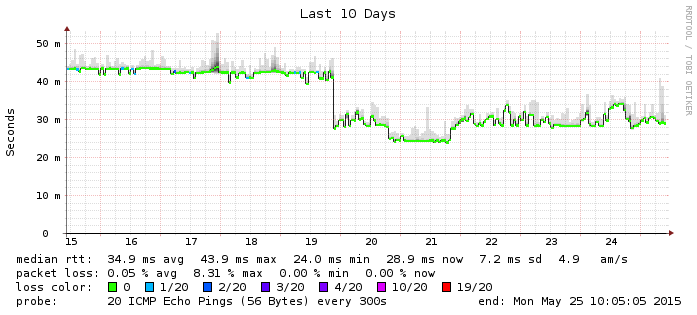 Last 10 Days
RRDTOOL / TOBI OETIKER
Seconds
50 m
40 m
30 m
20 m
10 m
0
15 16 17 18 19 20 21 22 23 24
median rtt: 34.9 ms avg 43.9 ms max 24.0 ms min 28.9 ms now 7.2 ms sd 4.9 am/s
packet loss: 0.05 % avg 8.31 % max 0.00 % min 0.00 % now
loss color: 0 1/20 2/20 3/20 4/20 10/20 19/20
probe: 20 ICMP Echo Pings (56 Bytes) every 300s end: Mon May 25 10:05:05 2015